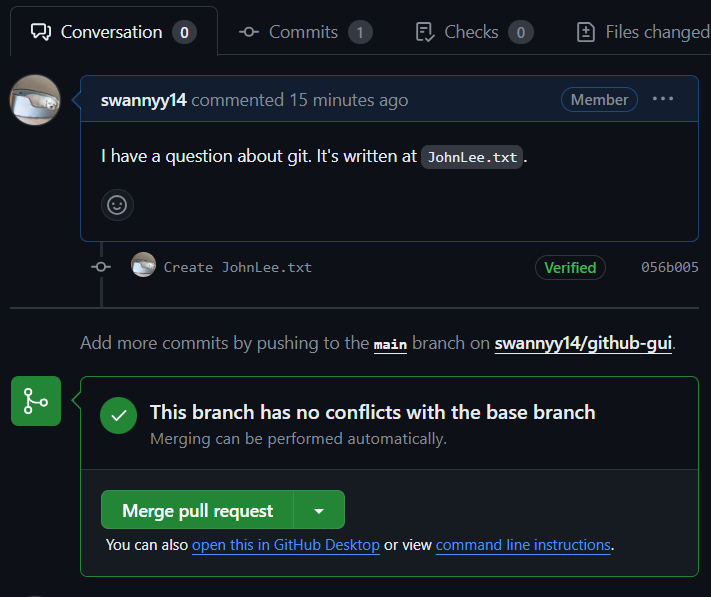 Conversation 0 Commits 1 Checks 0 Files changed
swannyy14 commented 15 minutes ago Member
I have a question about git. It's written at JohnLee.txt.
Create JohnLee.txt Verified 056b005
Add more commits by pushing to the main branch on swannyy14/github-gui.
This branch has no conflicts with the base branch
Merging can be performed automatically.
Merge pull request
You can also open this in GitHub Desktop or view command line instructions.